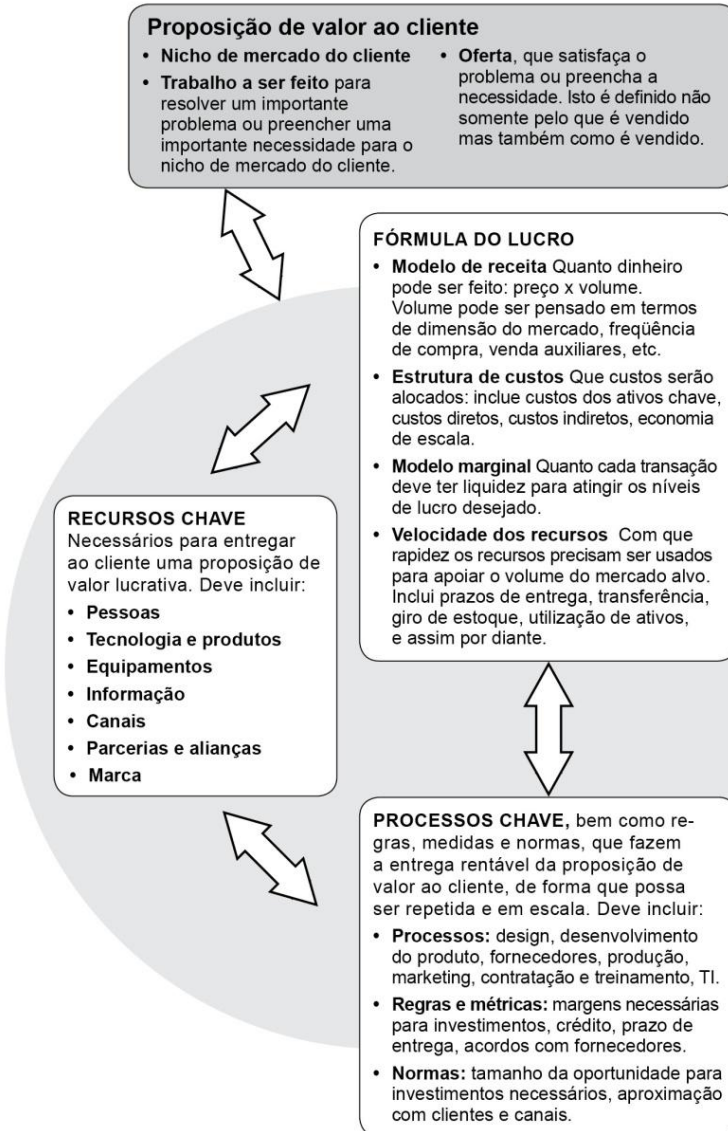 Proposição de valor ao cliente
• Nicho de mercado do cliente
• Trabalho a ser feito para
resolver um importante
problema ou preencher uma
importante necessidade para o
nicho de mercado do cliente.
• Oferta, que satisfaça o
problema ou preencha a
necessidade. Isto é definido não
somente pelo que é vendido
mas também como é vendido.
FÓRMULA DO LUCRO
• Modelo de receita Quanto dinheiro
pode ser feito: preço x volume.
Volume pode ser pensado em termos
de dimensão do mercado, freqüência
de compra, venda auxiliares, etc.
• Estrutura de custos Que custos serão
alocados: inclue custos dos ativos chave,
custos diretos, custos indiretos, economia
de escala.
• Modelo marginal Quanto cada transação
deve ter liquidez para atingir os níveis
de lucro desejado.
• Velocidade dos recursos Com que
rapidez os recursos precisam ser usados
para apoiar o volume do mercado alvo.
Inclui prazos de entrega, transferência,
giro de estoque, utilização de ativos,
e assim por diante.
RECURSOS CHAVE
Necessários para entregar
ao cliente uma proposição de
valor lucrativa. Deve incluir:
• Pessoas
• Tecnologia e produtos
• Equipamentos
• Informação
• Canais
• Parcerias e alianças
• Marca
PROCESSOS CHAVE, bem como re-
gras, medidas e normas, que fazem
a entrega rentável da proposição de
valor ao cliente, de forma que possa
ser repetida e em escala. Deve incluir:
• Processos: design, desenvolvimento
do produto, fornecedores, produção,
marketing, contratação e treinamento, TI.
• Regras e métricas: margens necessárias
para investimentos, crédito, prazo de
entrega, acordos com fornecedores.
• Normas: tamanho da oportunidade para
investimentos necessários, aproximação
com clientes e canais.